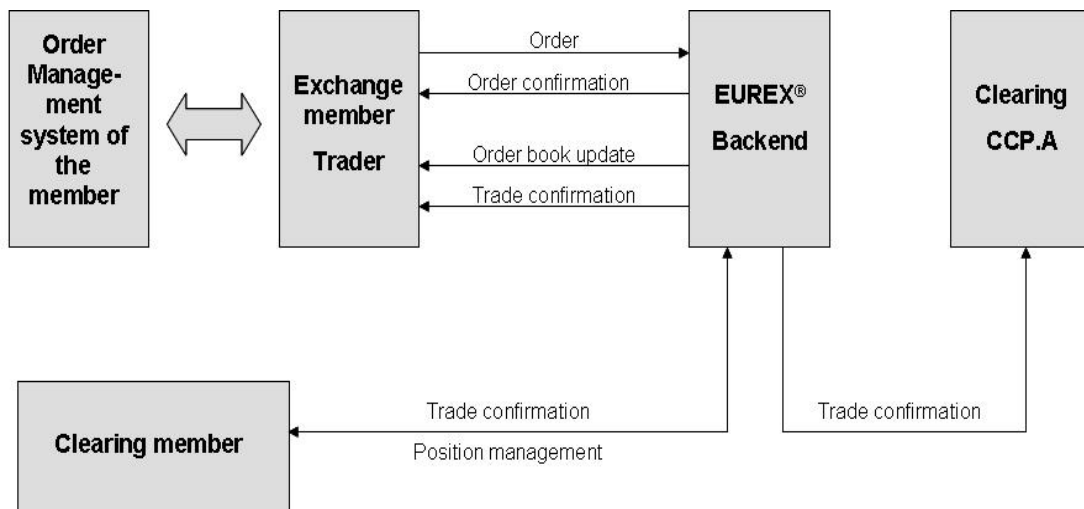 Order
Manage-
ment
system of
the
member
Exchange
member
Trader
Order
Order confirmation
Order book update
Trade confirmation
EUREX®
Backend
Clearing
CCP.A
Clearing member
Trade confirmation
Position management
Trade confirmation